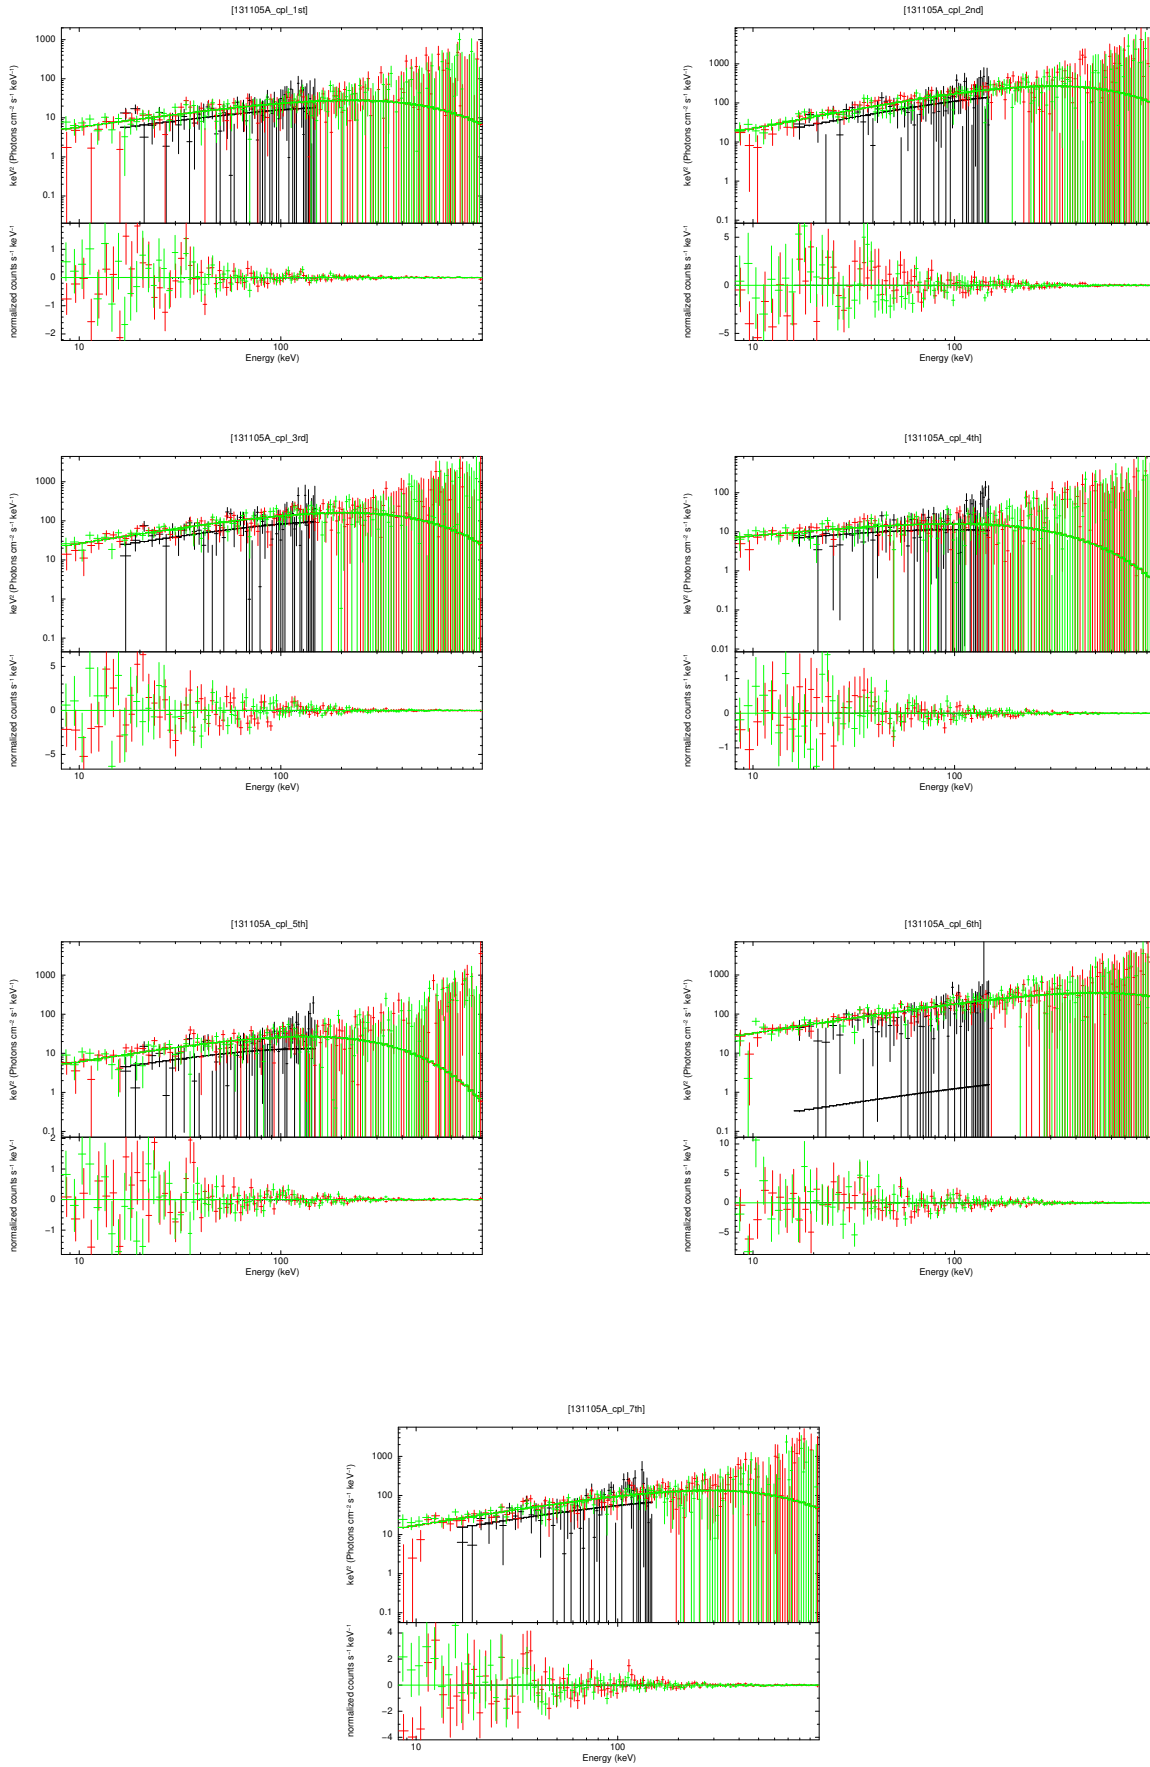 [131105A_cpl_1st]
keV² (Photons cm⁻² s⁻¹ keV⁻¹)
1000
100
10
1
0.1
normalized counts s⁻¹ keV⁻¹
1
0
−1
−2
10
100
Energy (keV)
[131105A_cpl_2nd]
keV² (Photons cm⁻² s⁻¹ keV⁻¹)
1000
100
10
1
0.1
normalized counts s⁻¹ keV⁻¹
5
0
−5
10
100
Energy (keV)
[131105A_cpl_3rd]
keV² (Photons cm⁻² s⁻¹ keV⁻¹)
1000
100
10
1
0.1
normalized counts s⁻¹ keV⁻¹
5
0
−5
10
100
Energy (keV)
[131105A_cpl_4th]
keV² (Photons cm⁻² s⁻¹ keV⁻¹)
100
10
1
0.1
0.01
normalized counts s⁻¹ keV⁻¹
1
0
−1
10
100
Energy (keV)
[131105A_cpl_5th]
keV² (Photons cm⁻² s⁻¹ keV⁻¹)
1000
100
10
1
0.1
normalized counts s⁻¹ keV⁻¹
2
1
0
−1
10
100
Energy (keV)
[131105A_cpl_6th]
keV² (Photons cm⁻² s⁻¹ keV⁻¹)
1000
100
10
1
0.1
normalized counts s⁻¹ keV⁻¹
10
5
0
−5
10
100
Energy (keV)
[131105A_cpl_7th]
keV² (Photons cm⁻² s⁻¹ keV⁻¹)
1000
100
10
1
0.1
normalized counts s⁻¹ keV⁻¹
4
2
0
−2
−4
10
100
Energy (keV)